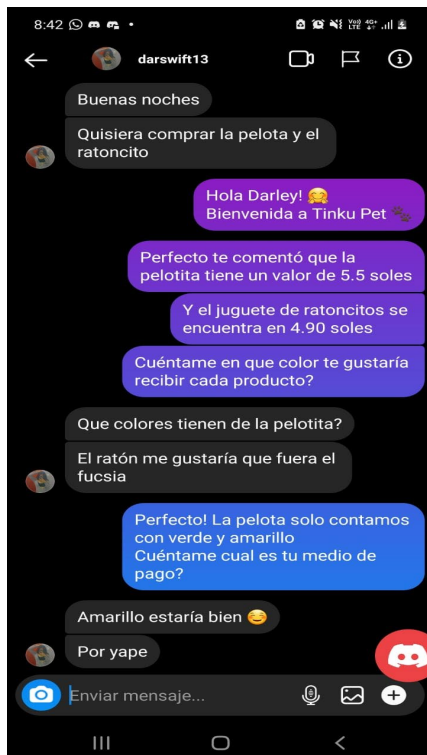 8:42
Vo)) 4G+
LTE
darswift13
Buenas noches
Quisiera comprar la pelota y el
ratoncito
Hola Darley! 🤗
Bienvenida a Tinku Pet 🐾
Perfecto te comentó que la
pelotita tiene un valor de 5.5 soles
Y el juguete de ratoncitos se
encuentra en 4.90 soles
Cuéntame en que color te gustaría
recibir cada producto?
Que colores tienen de la pelotita?
El ratón me gustaría que fuera el
fucsia
Perfecto! La pelota solo contamos
con verde y amarillo
Cuéntame cual es tu medio de
pago?
Amarillo estaría bien ☺️
Por yape
Enviar mensaje...